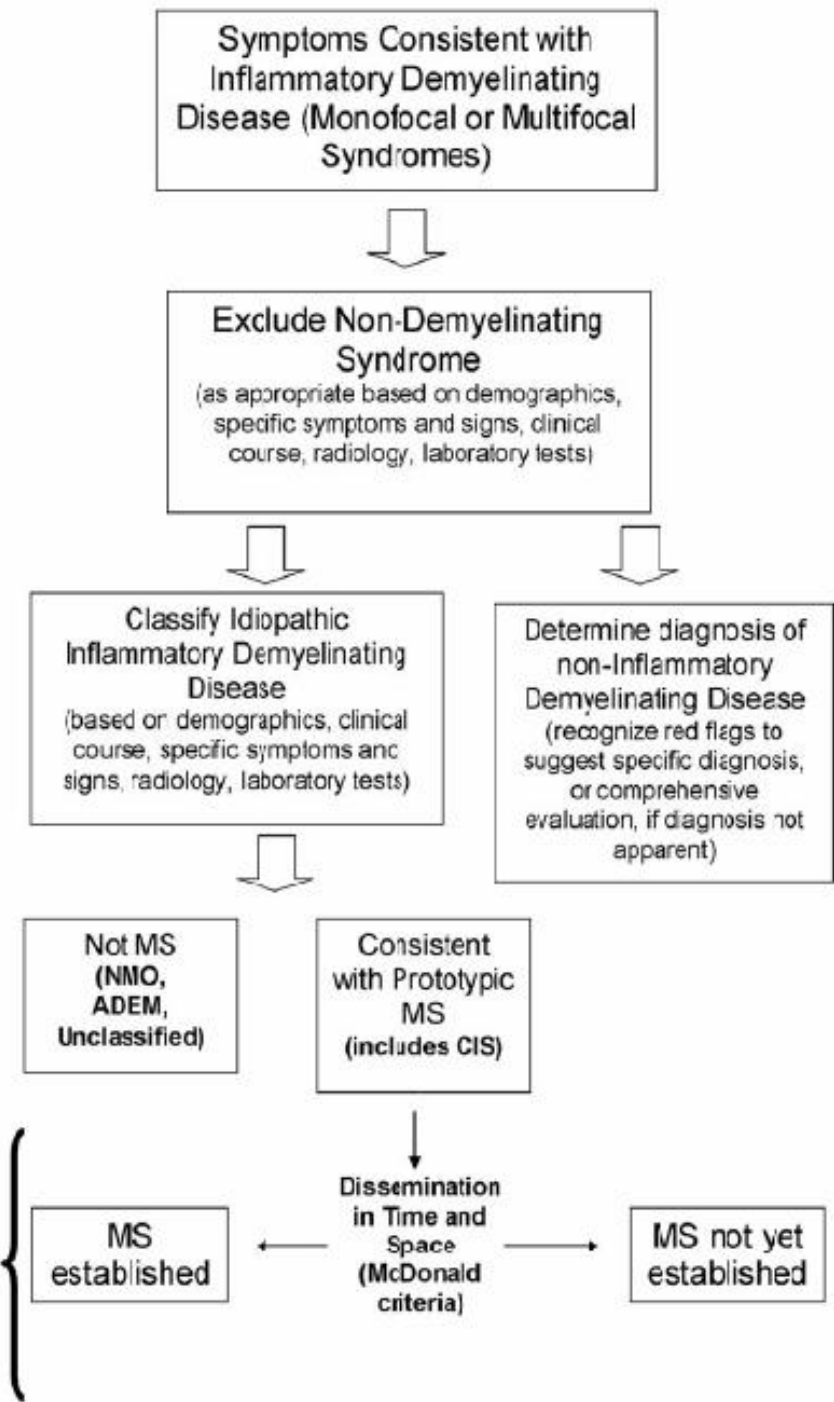 Symptoms Consistent with
Inflammatory Demyelinating
Disease (Monofocal or Multifocal
Syndromes)
Exclude Non-Demyelinating
Syndrome
(as appropriate based on demographics,
specific symptoms and signs, clinical
course, radiology, laboratory tests)
Classify Idiopathic
Inflammatory Demyelinating
Disease
(based on demographics, clinical
course, specific symptoms and
signs, radiology, laboratory tests)
Determine diagnosis of
non-Inflammatory
Demyelinating Disease
(recognize red flags to
suggest specific diagnosis,
or comprehensive
evaluation, if diagnosis not
apparent)
Not MS
(NMO,
ADEM,
Unclassified)
Consistent
with Prototypic
MS
(includes CIS)
Dissemination
in Time and
Space
(McDonald
criteria)
MS
established
MS not yet
established